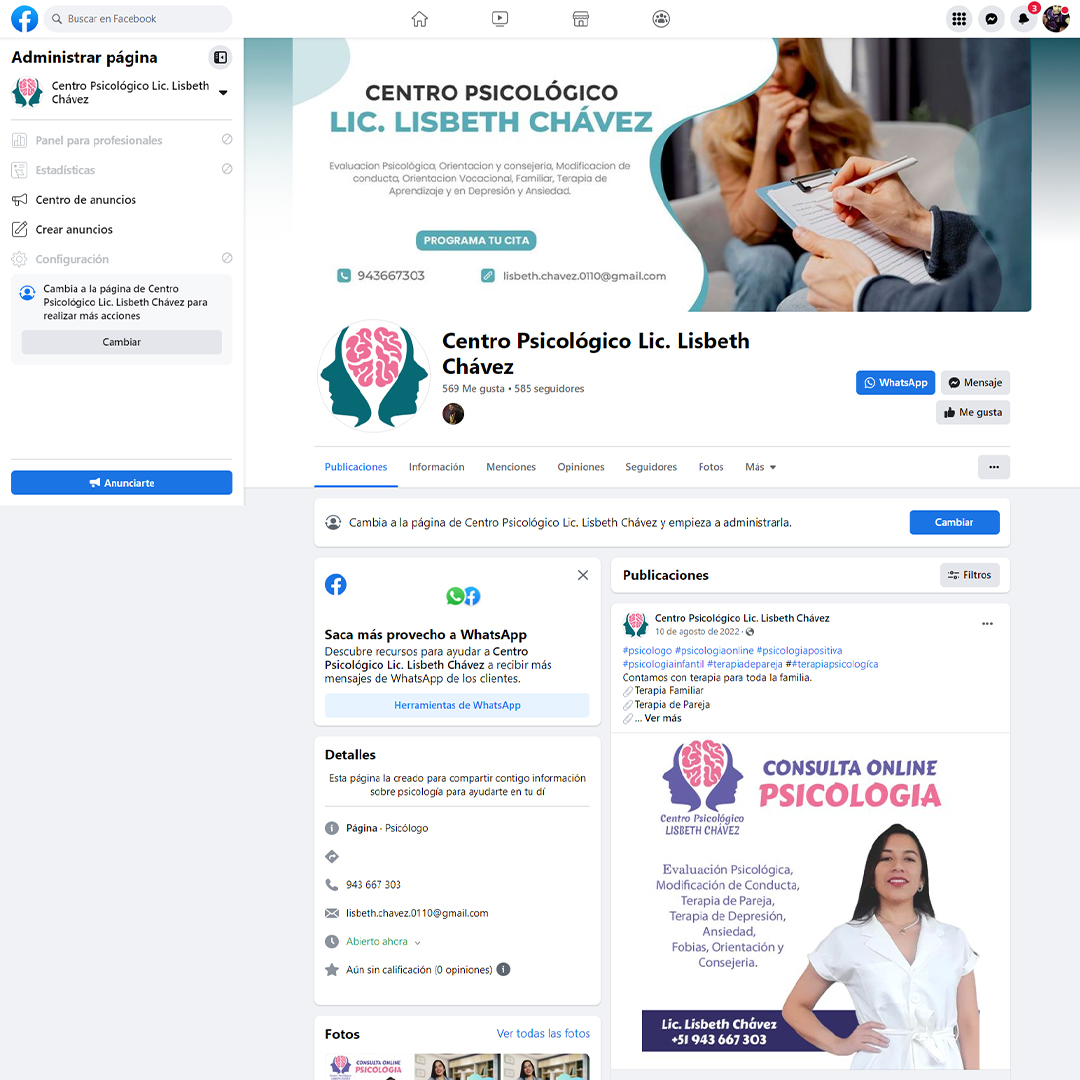 Buscar en Facebook
3
Administrar página
Centro Psicológico Lic. Lisbeth
Chávez
Panel para profesionales
Estadísticas
Centro de anuncios
Crear anuncios
Configuración
Cambia a la página de Centro
Psicológico Lic. Lisbeth Chávez para
realizar más acciones
Cambiar
Anunciarte
CENTRO PSICOLÓGICO
LIC. LISBETH CHÁVEZ
Evaluacion Psicológica, Orientacion y consejeria, Modificacion de
conducta, Orientacion Vocacional, Familiar, Terapia de
Aprendizaje y en Depresión y Ansiedad.
PROGRAMA TU CITA
943667303
lisbeth.chavez.0110@gmail.com
Centro Psicológico Lic. Lisbeth
Chávez
569 Me gusta • 585 seguidores
WhatsApp
Mensaje
Me gusta
Publicaciones
Información
Menciones
Opiniones
Seguidores
Fotos
Más
Cambia a la página de Centro Psicológico Lic. Lisbeth Chávez y empieza a administrarla.
Cambiar
Saca más provecho a WhatsApp
Descubre recursos para ayudar a Centro
Psicológico Lic. Lisbeth Chávez a recibir más
mensajes de WhatsApp de los clientes.
Herramientas de WhatsApp
Detalles
Esta página la creado para compartir contigo información
sobre psicología para ayudarte en tu dí
Página · Psicólogo
943 667 303
lisbeth.chavez.0110@gmail.com
Abierto ahora
Aún sin calificación (0 opiniones)
Fotos
Ver todas las fotos
CONSULTA ONLINE
PSICOLOGIA
Publicaciones
Filtros
Centro Psicológico Lic. Lisbeth Chávez
10 de agosto de 2022 ·
#psicologo #psicologiaonline #psicologiapositiva
#psicologiainfantil #terapiadepareja ##terapiapsicologíca
Contamos con terapia para toda la familia.
Terapia Familiar
Terapia de Pareja
... Ver más
CONSULTA ONLINE
PSICOLOGIA
Centro Psicológico
LISBETH CHÁVEZ
Evaluación Psicológica,
Modificación de Conducta,
Terapia de Pareja,
Terapia de Depresión,
Ansiedad,
Fobias, Orientación y
Consejeria.
Lic. Lisbeth Chávez
+51 943 667 303